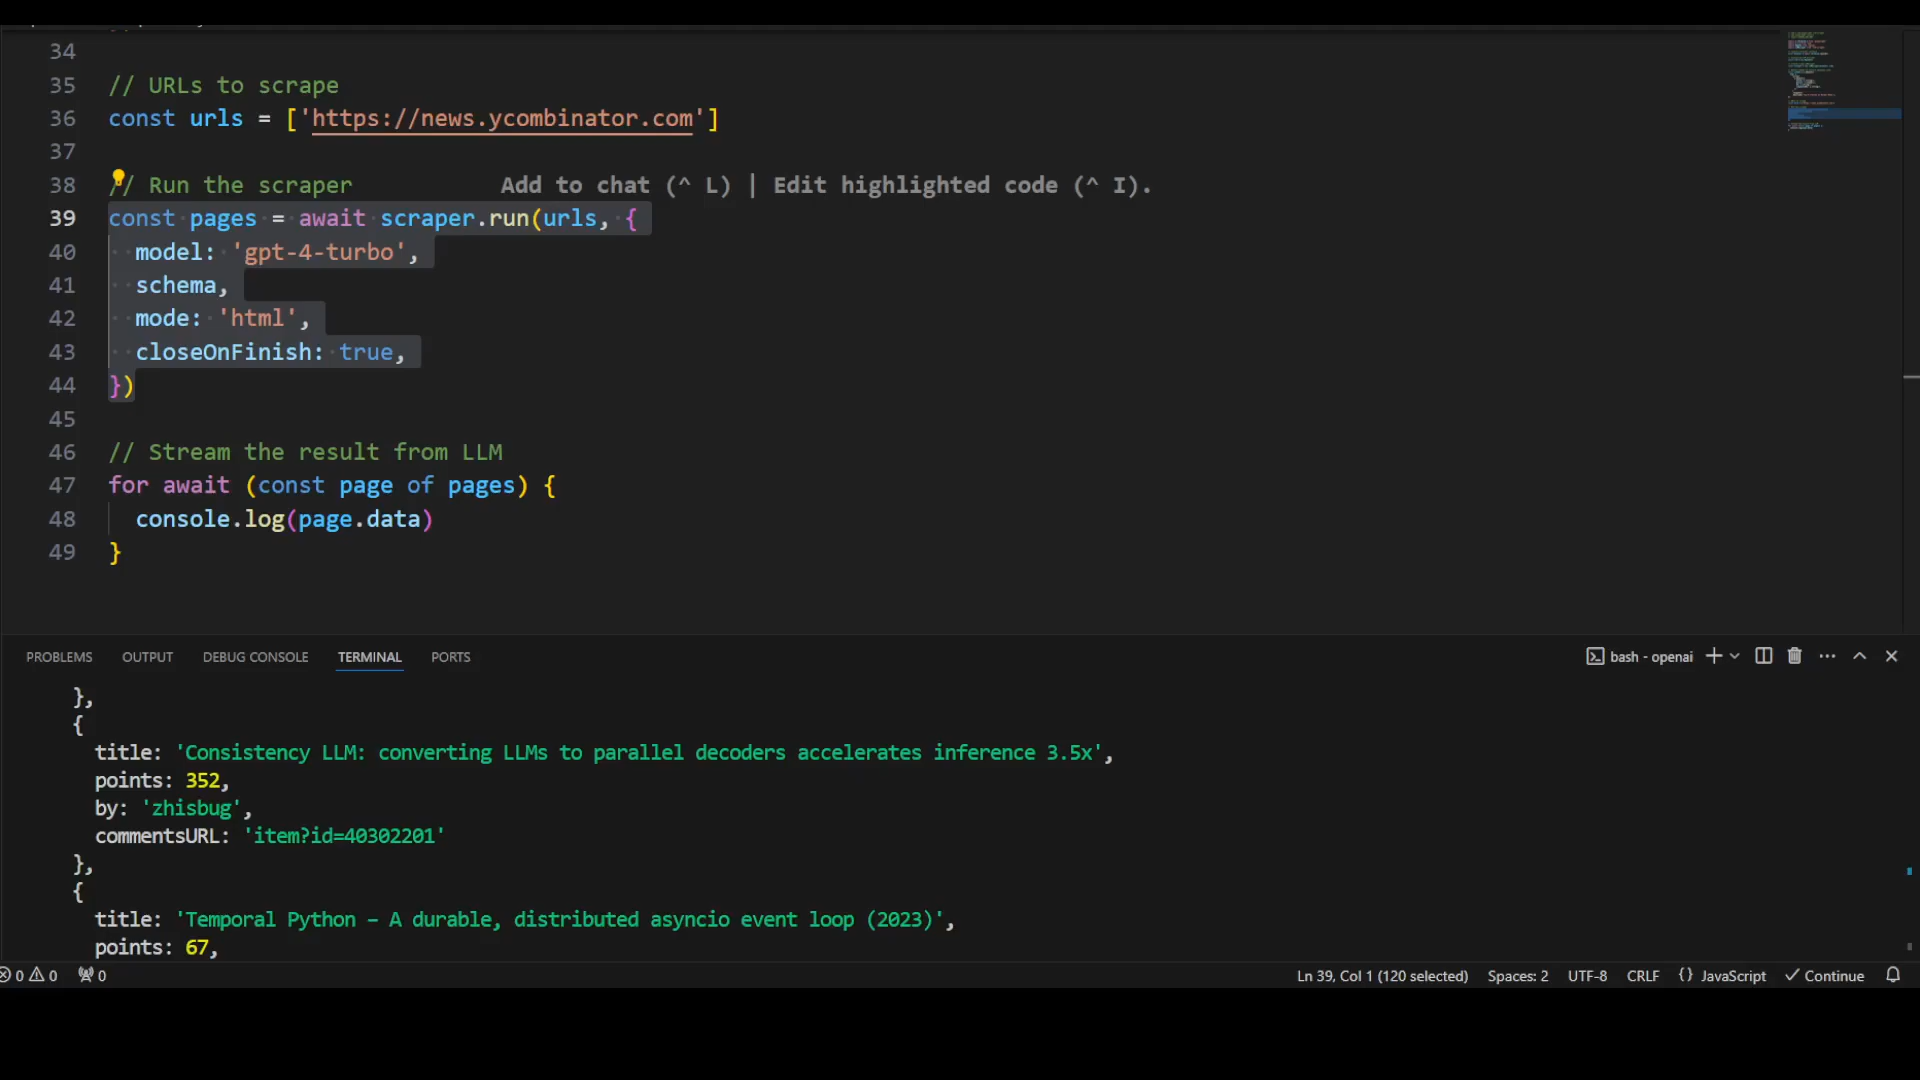 34
35 // URLs to scrape
36 const urls = ['https://news.ycombinator.com']
37
38 // Run the scraper Add to chat (^ L) | Edit highlighted code (^ I).
39 const pages = await scraper.run(urls, {
40 model: 'gpt-4-turbo',
41 schema,
42 mode: 'html',
43 closeOnFinish: true,
44 })
45
46 // Stream the result from LLM
47 for await (const page of pages) {
48 console.log(page.data)
49 }
PROBLEMS OUTPUT DEBUG CONSOLE TERMINAL PORTS bash - openai
},
{
title: 'Consistency LLM: converting LLMs to parallel decoders accelerates inference 3.5x',
points: 352,
by: 'zhisbug',
commentsURL: 'item?id=40302201'
},
{
title: 'Temporal Python – A durable, distributed asyncio event loop (2023)',
points: 67,
0 0 0 Ln 39, Col 1 (120 selected) Spaces: 2 UTF-8 CRLF {} JavaScript Continue